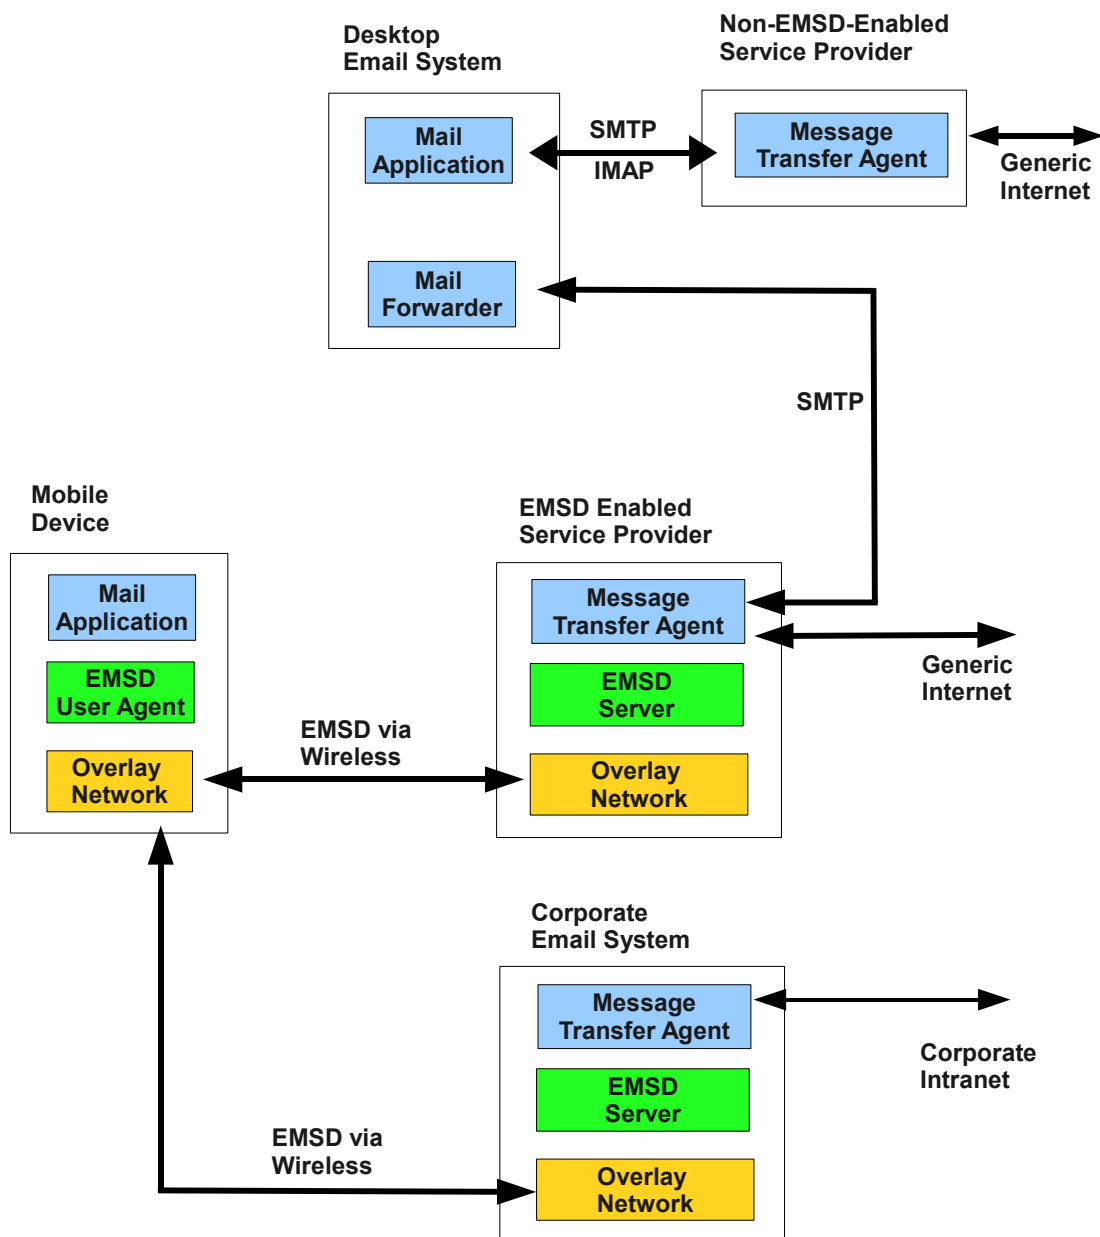 Desktop
Email System
Non-EMSD-Enabled
Service Provider
Mail
Application
SMTP
IMAP
Message
Transfer Agent
Generic
Internet
Mail
Forwarder
SMTP
Mobile
Device
EMSD Enabled
Service Provider
Mail
Application
EMSD
User Agent
Overlay
Network
EMSD via
Wireless
Message
Transfer Agent
EMSD
Server
Overlay
Network
Generic
Internet
Corporate
Email System
Message
Transfer Agent
EMSD
Server
Overlay
Network
Corporate
Intranet
EMSD via
Wireless